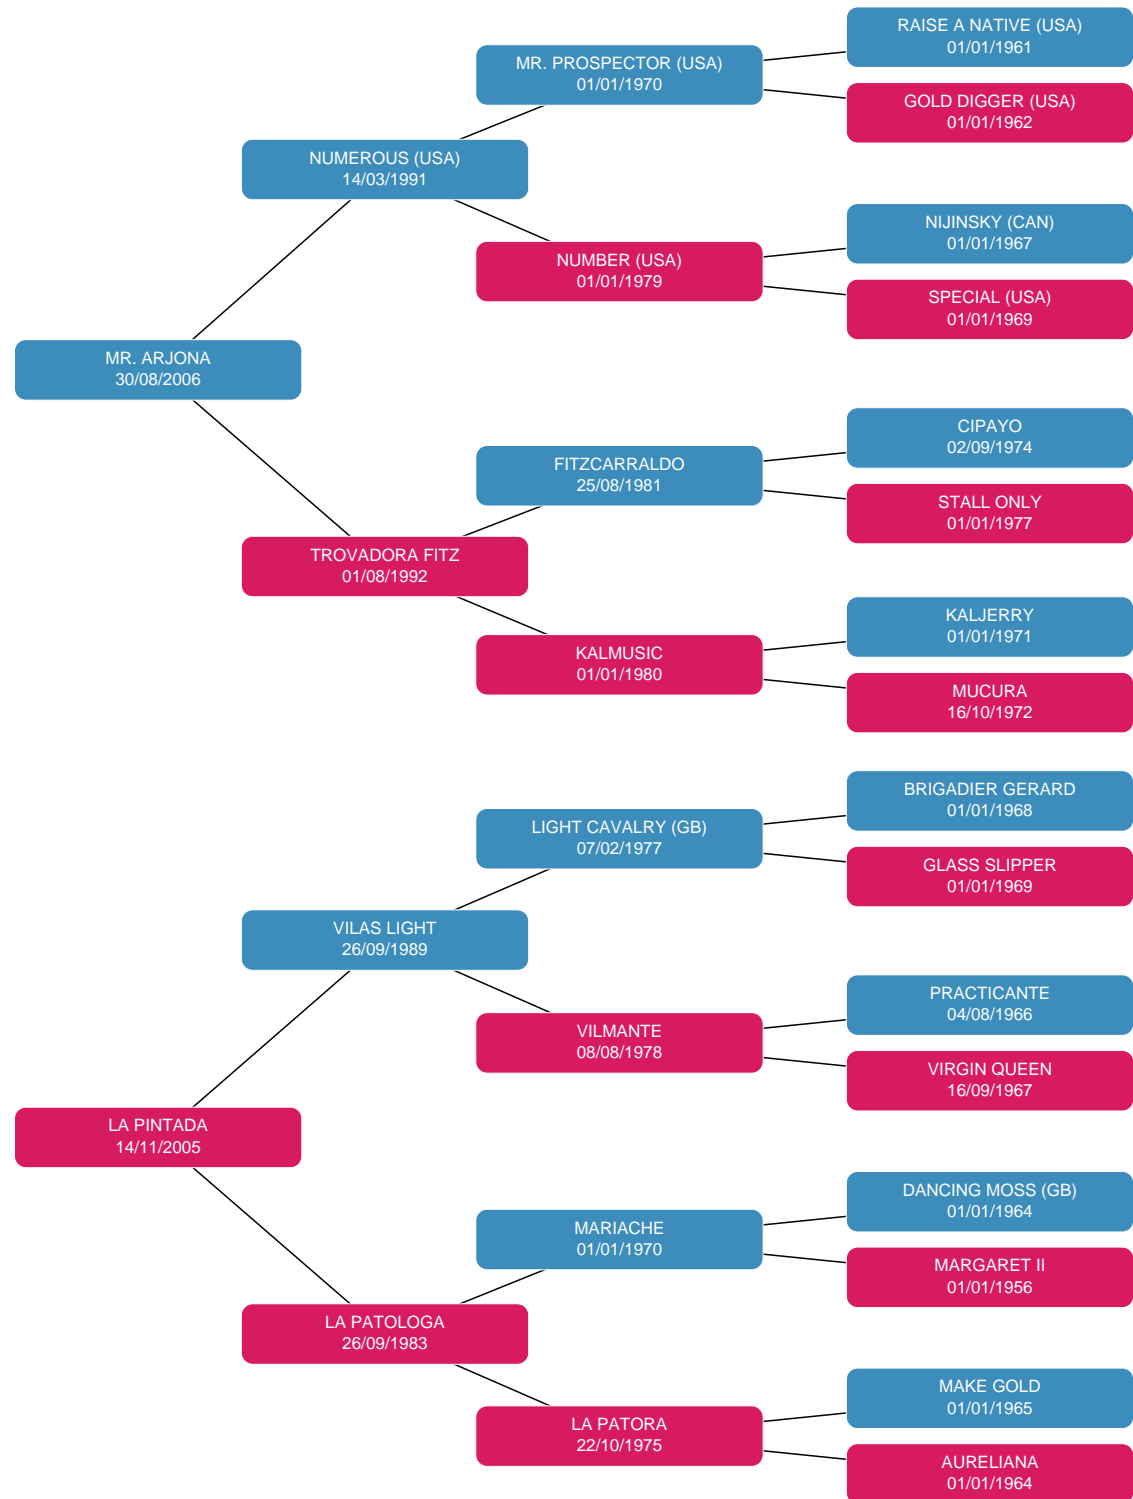 RAISE A NATIVE (USA)
01/01/1961
MR. PROSPECTOR (USA)
01/01/1970
GOLD DIGGER (USA)
01/01/1962
NUMEROUS (USA)
14/03/1991
NIJINSKY (CAN)
01/01/1967
NUMBER (USA)
01/01/1979
SPECIAL (USA)
01/01/1969
MR. ARJONA
30/08/2006
CIPAYO
02/09/1974
FITZCARRALDO
25/08/1981
STALL ONLY
01/01/1977
TROVADORA FITZ
01/08/1992
KALJERRY
01/01/1971
KALMUSIC
01/01/1980
MUCURA
16/10/1972
BRIGADIER GERARD
01/01/1968
LIGHT CAVALRY (GB)
07/02/1977
GLASS SLIPPER
01/01/1969
VILAS LIGHT
26/09/1989
PRACTICANTE
04/08/1966
VILMANTE
08/08/1978
VIRGIN QUEEN
16/09/1967
LA PINTADA
14/11/2005
DANCING MOSS (GB)
01/01/1964
MARIACHE
01/01/1970
MARGARET II
01/01/1956
LA PATOLOGA
26/09/1983
MAKE GOLD
01/01/1965
LA PATORA
22/10/1975
AURELIANA
01/01/1964